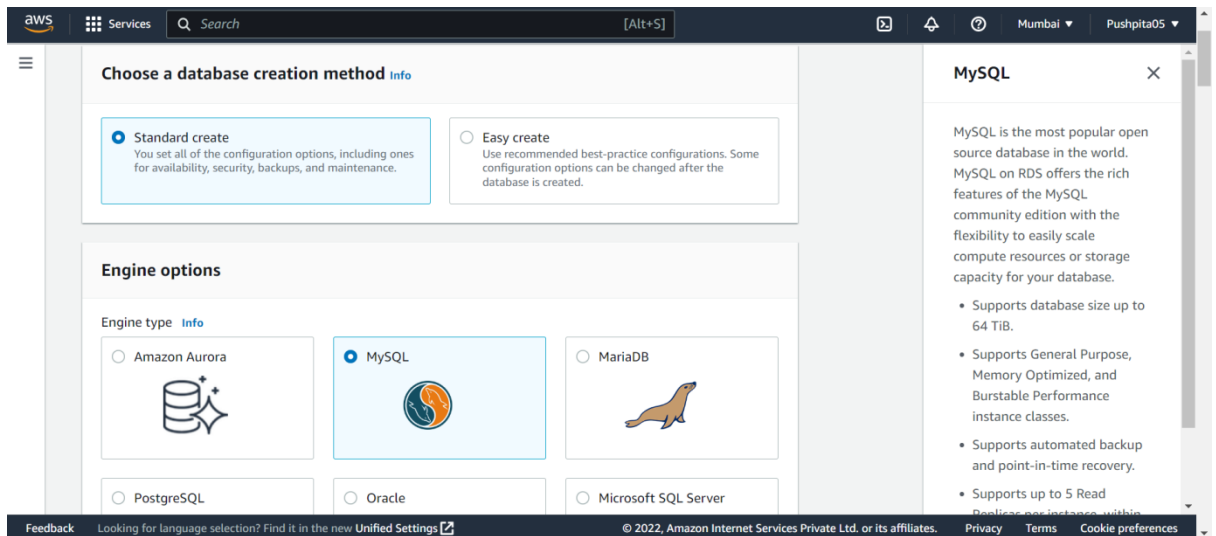 aws
Services
Search
[Alt+S]
Mumbai ▼
Pushpita05 ▼
Choose a database creation method Info
Standard create
You set all of the configuration options, including ones
for availability, security, backups, and maintenance.
Easy create
Use recommended best-practice configurations. Some
configuration options can be changed after the
database is created.
Engine options
Engine type Info
Amazon Aurora
MySQL
MariaDB
PostgreSQL
Oracle
Microsoft SQL Server
MySQL
MySQL is the most popular open
source database in the world.
MySQL on RDS offers the rich
features of the MySQL
community edition with the
flexibility to easily scale
compute resources or storage
capacity for your database.
• Supports database size up to
64 TiB.
• Supports General Purpose,
Memory Optimized, and
Burstable Performance
instance classes.
• Supports automated backup
and point-in-time recovery.
• Supports up to 5 Read
Replicas per instance, within
Feedback
Looking for language selection? Find it in the new Unified Settings
© 2022, Amazon Internet Services Private Ltd. or its affiliates.
Privacy
Terms
Cookie preferences